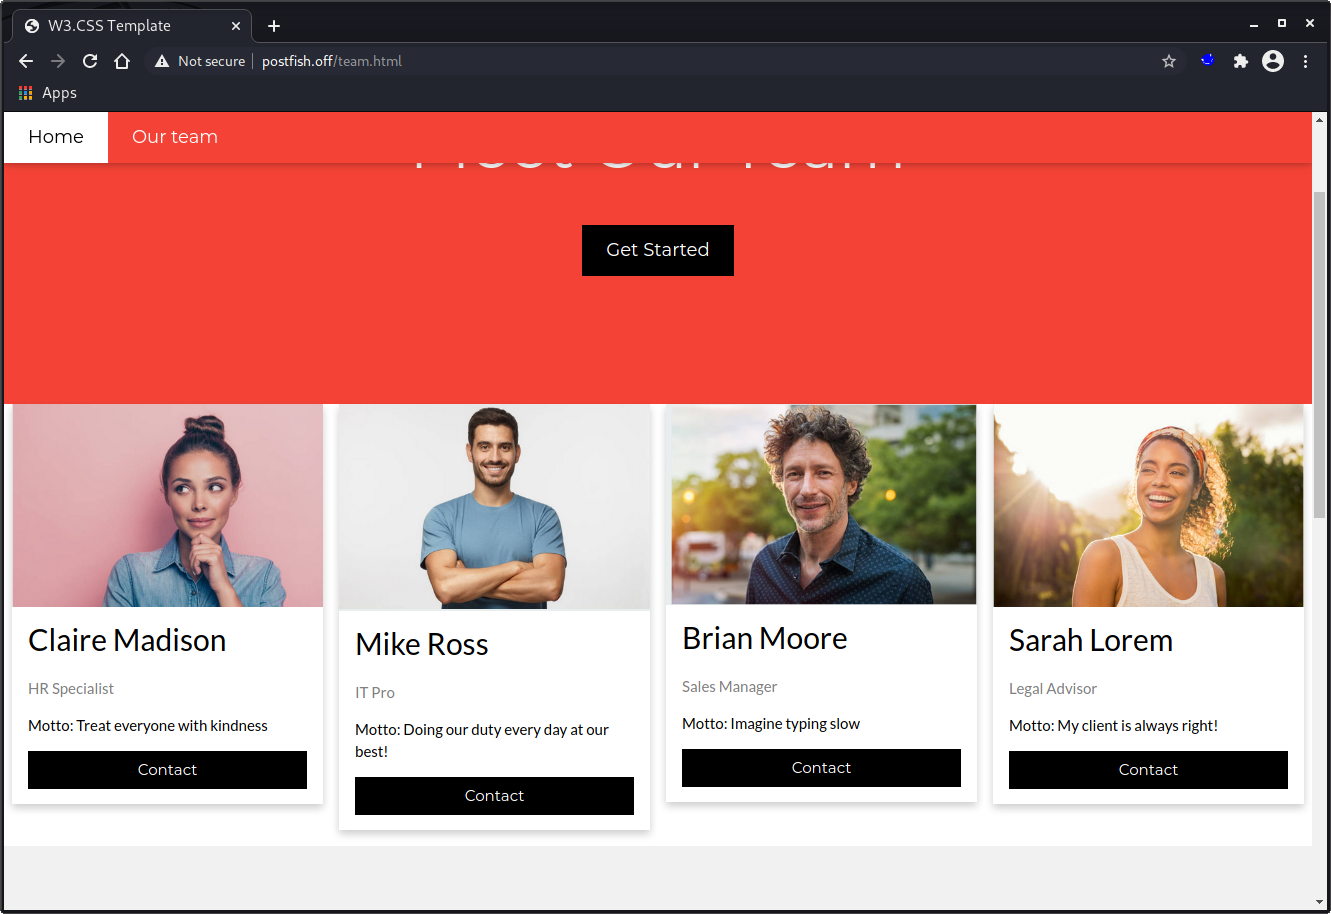 W3.CSS Template
Not secure postfish.off/team.html
Apps
Home Our team
Meet Our Team
Get Started
Claire Madison
HR Specialist
Motto: Treat everyone with kindness
Contact
Mike Ross
IT Pro
Motto: Doing our duty every day at our
best!
Contact
Brian Moore
Sales Manager
Motto: Imagine typing slow
Contact
Sarah Lorem
Legal Advisor
Motto: My client is always right!
Contact